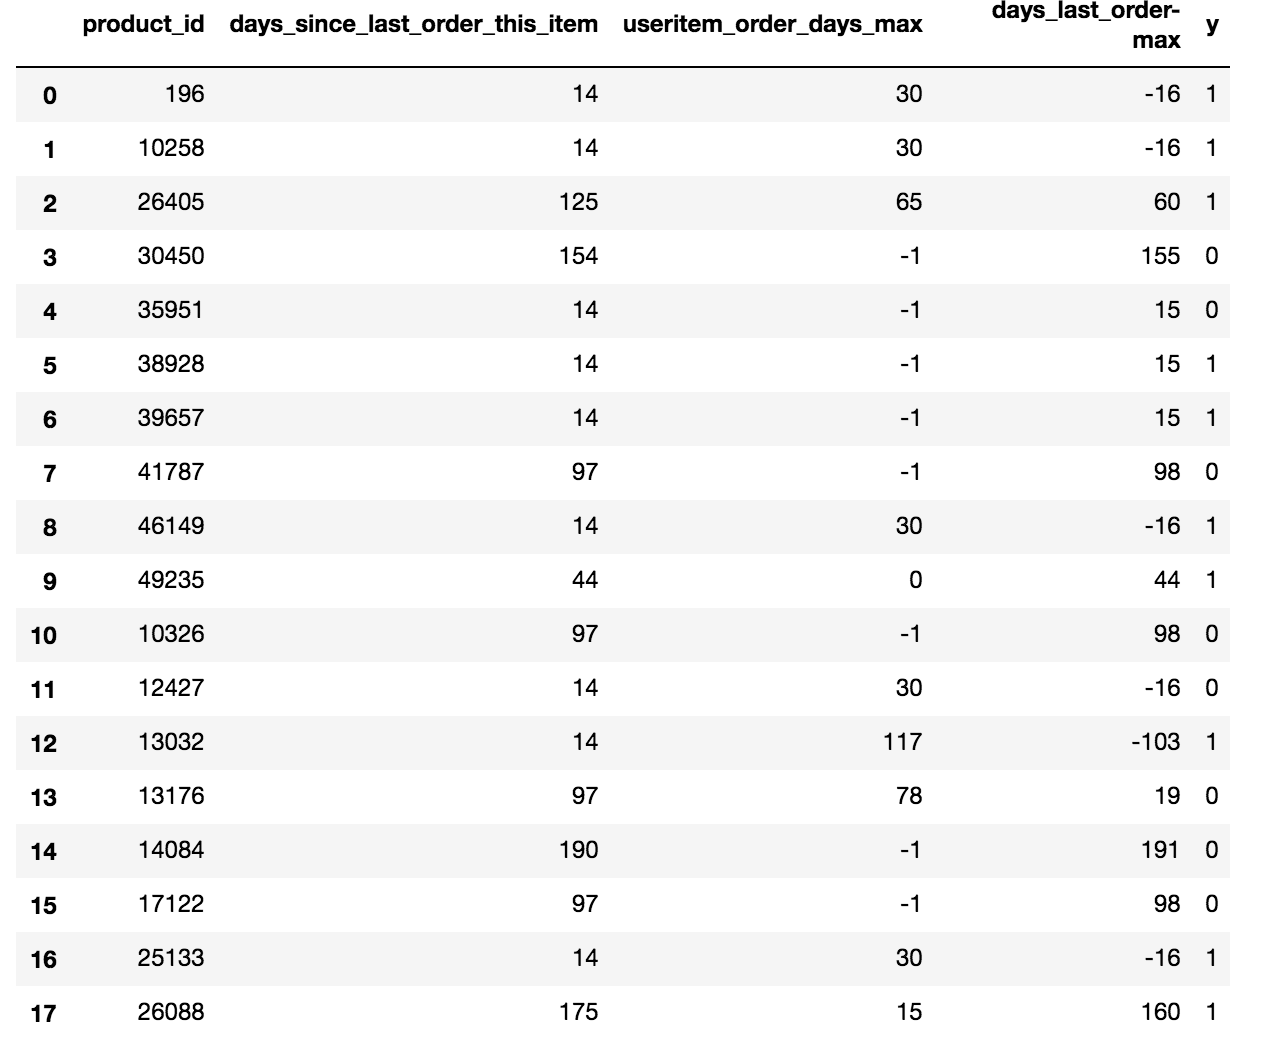 product_id days_since_last_order_this_item useritem_order_days_max days_last_order-max y
0 196 14 30 -16 1
1 10258 14 30 -16 1
2 26405 125 65 60 1
3 30450 154 -1 155 0
4 35951 14 -1 15 0
5 38928 14 -1 15 1
6 39657 14 -1 15 1
7 41787 97 -1 98 0
8 46149 14 30 -16 1
9 49235 44 0 44 1
10 10326 97 -1 98 0
11 12427 14 30 -16 0
12 13032 14 117 -103 1
13 13176 97 78 19 0
14 14084 190 -1 191 0
15 17122 97 -1 98 0
16 25133 14 30 -16 1
17 26088 175 15 160 1